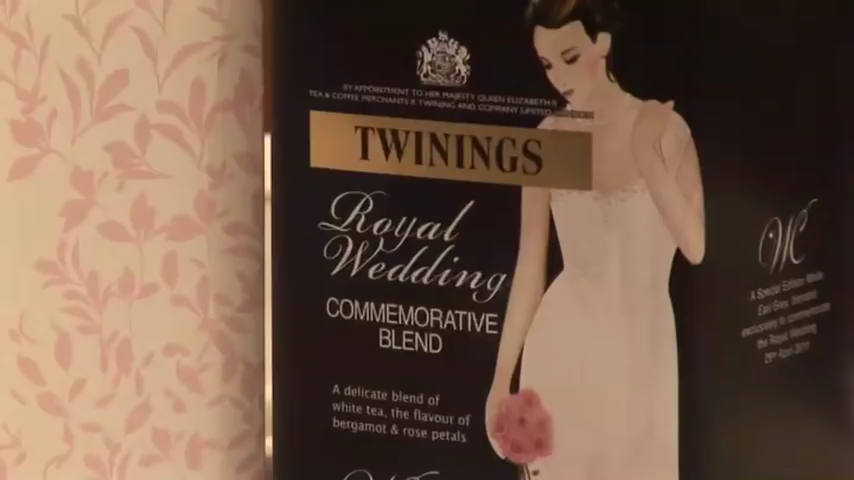 BY APPOINTMENT TO HER MAJESTY QUEEN ELIZABETH II
TEA & COFFEE MERCHANTS R. TWINING AND COMPANY LIMITED, LONDON
TWININGS
Royal
Wedding
COMMEMORATIVE
BLEND
A delicate blend of
white tea, the flavour of
bergamot & rose petals
W
A Special Edition White
Earl Grey, blended
exclusively to commemorate
the Royal Wedding
29th April 2011